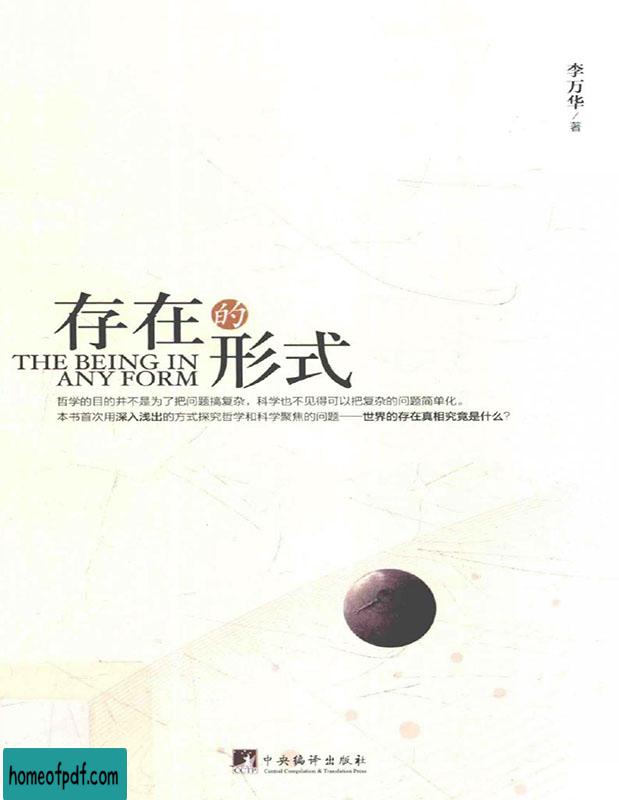 李万华/著
存在的形式
THE BEING IN
ANY FORM
哲学的目的并不是为了把问题搞复杂，科学也不见得可以把复杂的问题简单化。
本书首次用深入浅出的方式探究哲学和科学聚焦的问题——世界的存在真相究竟是什么？
CCTP
中央编译出版社
Central Compilation & Translation Press
homeofpdf.com